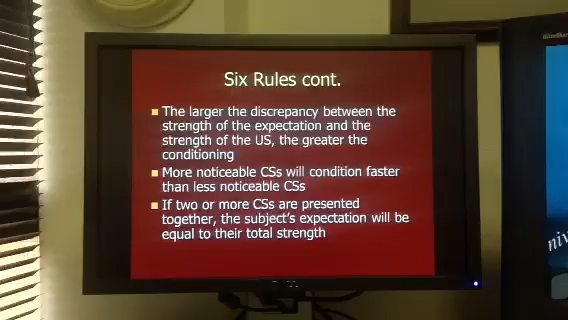 Six Rules cont.
The larger the discrepancy between the
strength of the expectation and the
strength of the US, the greater the
conditioning
More noticeable CSs will condition faster
than less noticeable CSs
If two or more CSs are presented
together, the subject's expectation will be
equal to their total strength